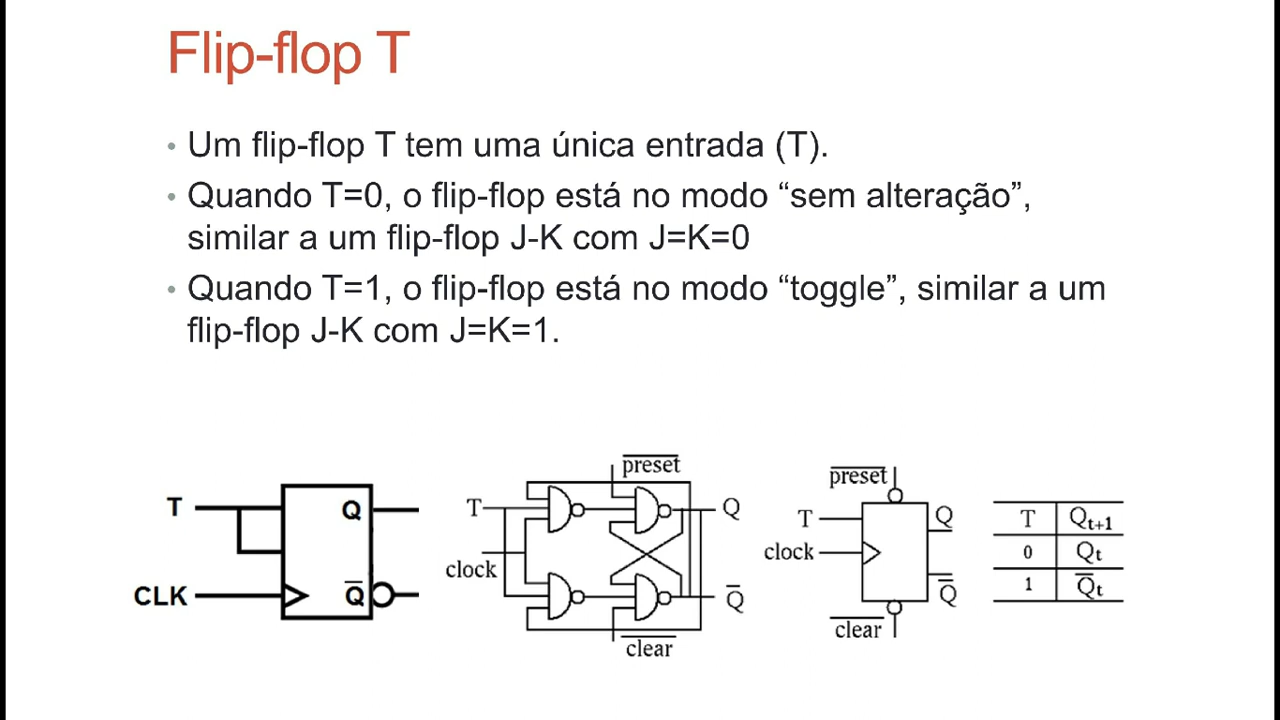 Flip-flop T
• Um flip-flop T tem uma única entrada (T).
• Quando T=0, o flip-flop está no modo “sem alteração”,
similar a um flip-flop J-K com J=K=0
• Quando T=1, o flip-flop está no modo “toggle”, similar a um
flip-flop J-K com J=K=1.
T
Q
CLK
Q̅
preset
T
Q
clock
Q̅
clear
preset
T
Q
clock
Q̅
clear
T Qt+1
0 Qt
1 Q̅t